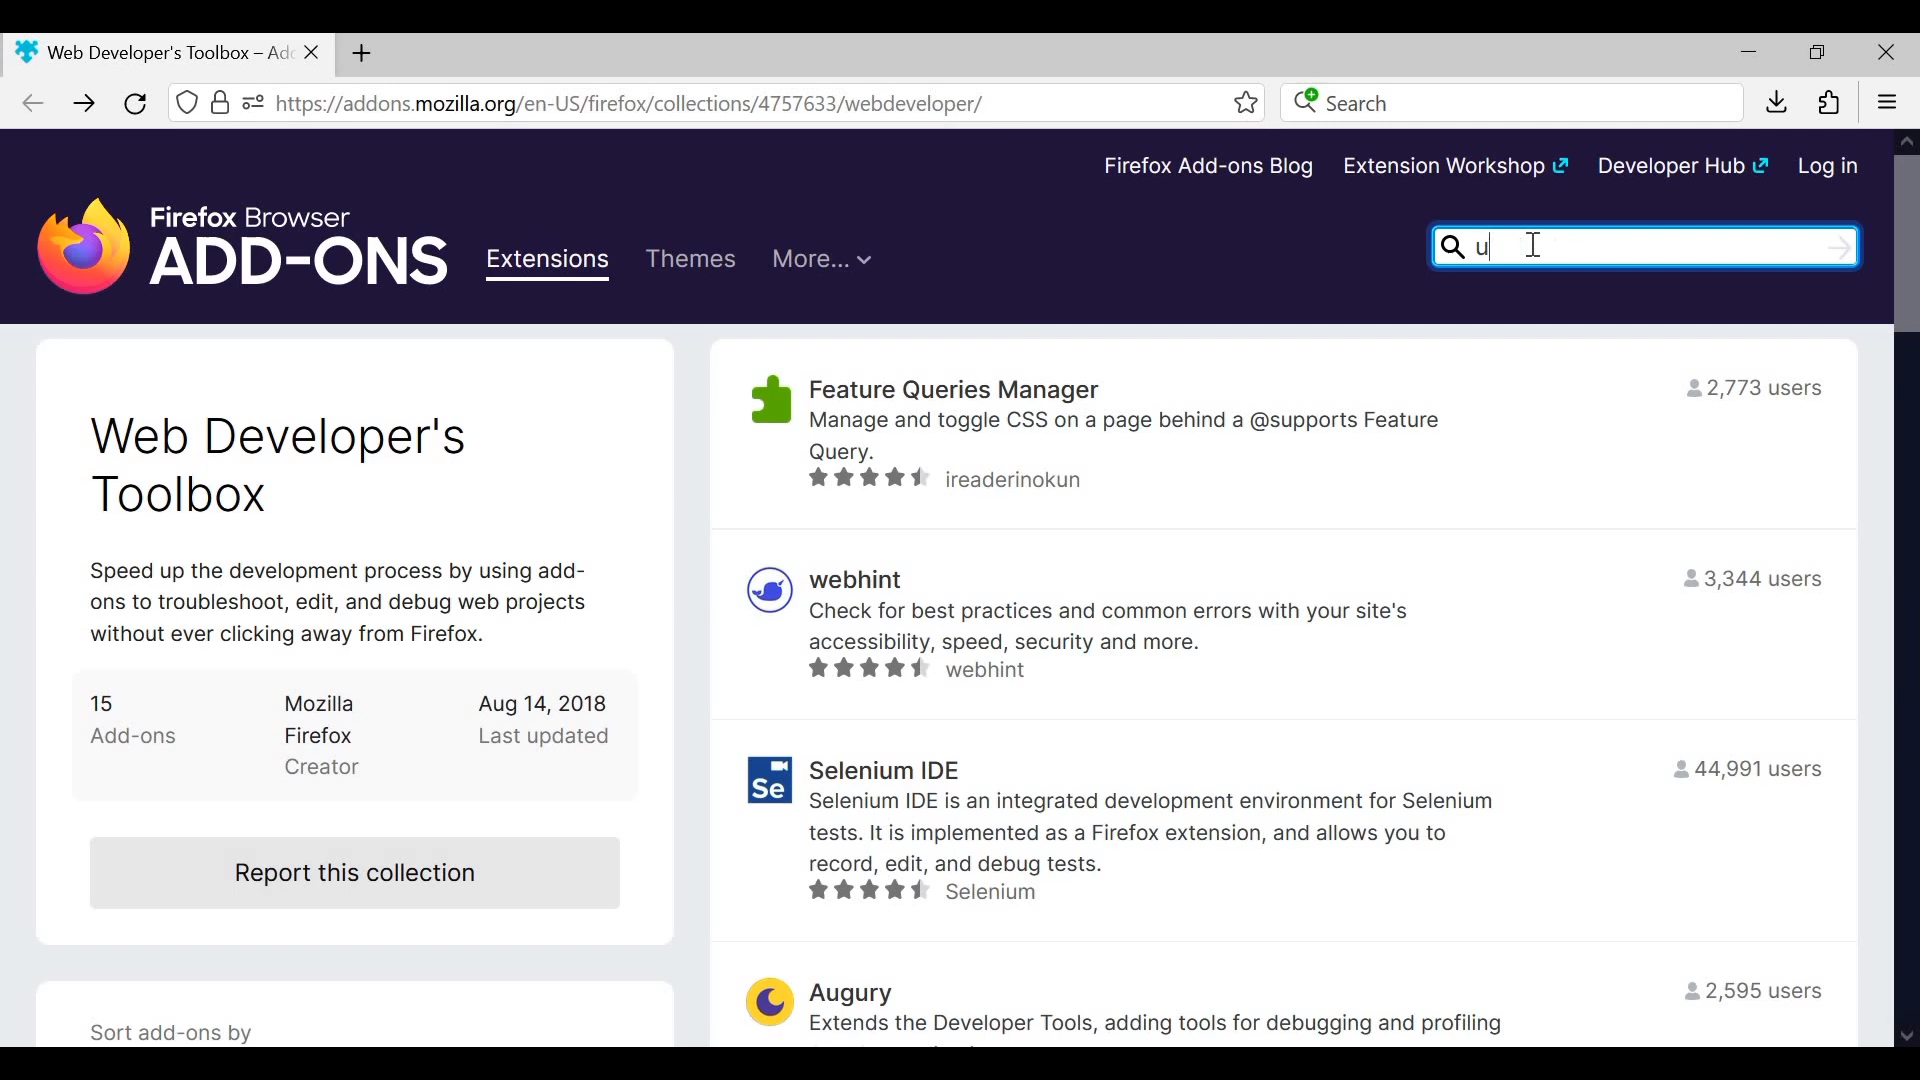 Web Developer's Toolbox – Ad
https://addons.mozilla.org/en-US/firefox/collections/4757633/webdeveloper/
Search
Firefox Add-ons Blog
Extension Workshop
Developer Hub
Log in
Firefox Browser
ADD-ONS
Extensions
Themes
More...
u
Web Developer's
Toolbox
Speed up the development process by using add-
ons to troubleshoot, edit, and debug web projects
without ever clicking away from Firefox.
15
Add-ons
Mozilla
Firefox
Creator
Aug 14, 2018
Last updated
Report this collection
Sort add-ons by
Feature Queries Manager
2,773 users
Manage and toggle CSS on a page behind a @supports Feature
Query.
ireaderinokun
webhint
3,344 users
Check for best practices and common errors with your site's
accessibility, speed, security and more.
webhint
Se
Selenium IDE
44,991 users
Selenium IDE is an integrated development environment for Selenium
tests. It is implemented as a Firefox extension, and allows you to
record, edit, and debug tests.
Selenium
Augury
2,595 users
Extends the Developer Tools, adding tools for debugging and profiling